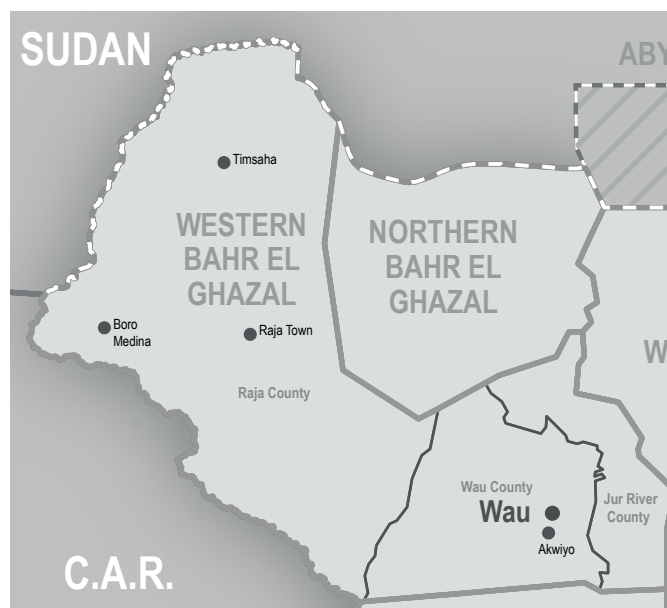 SUDAN
ABY
Timsaha
WESTERN
BAHR EL
GHAZAL
NORTHERN
BAHR EL
GHAZAL
Boro
Medina
Raja Town
W
Raja County
Wau County
Wau
Jur River
County
Akwiyo
C.A.R.